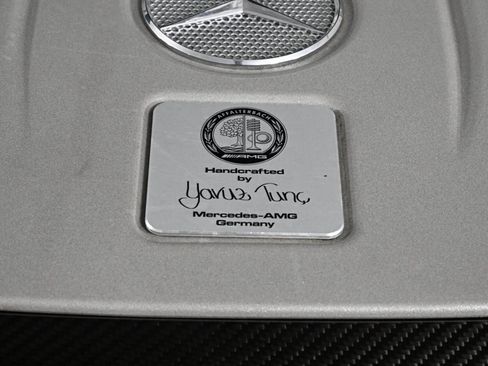 AFFALTERBACH
AMG
Handcrafted
by
Yavuz Tunç
Mercedes-AMG
Germany